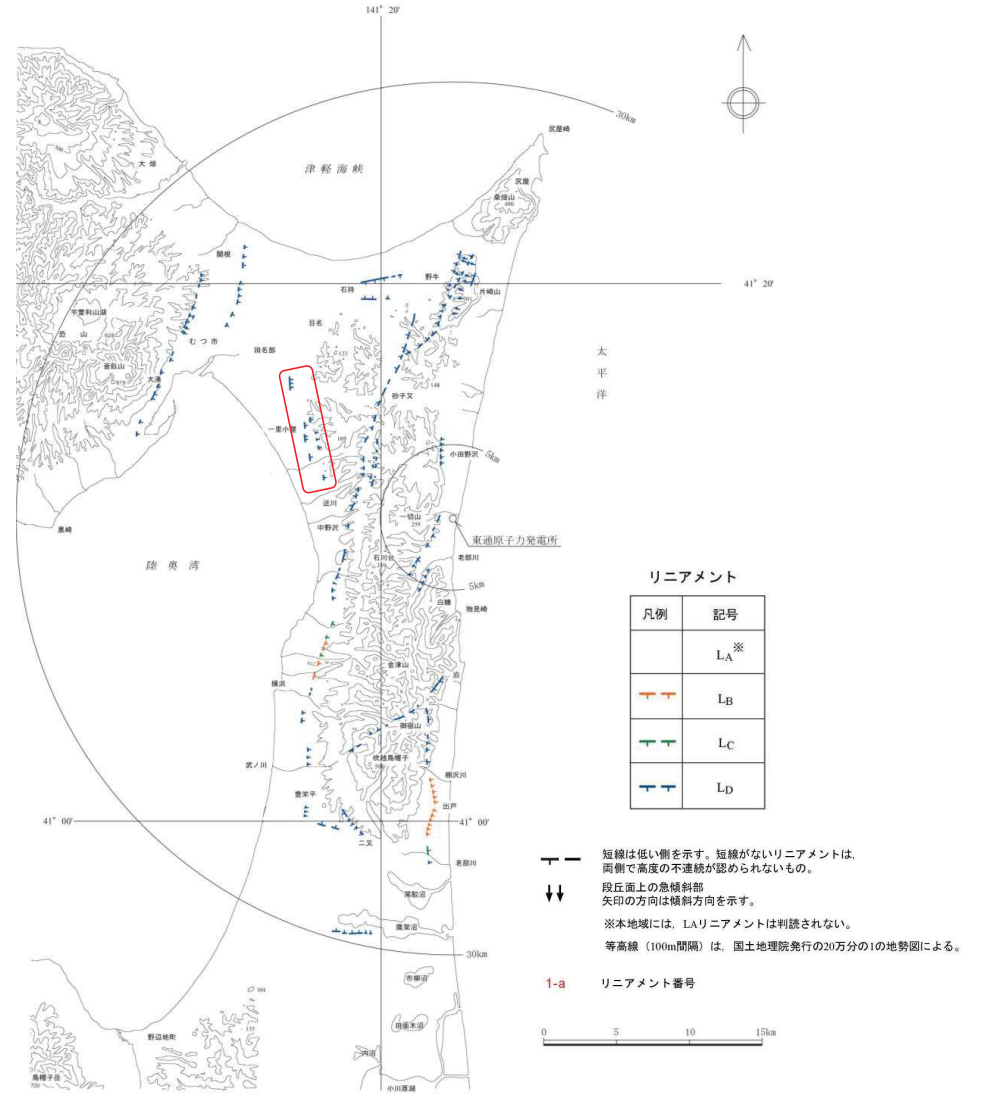 141° 20'
30km
尻屋崎
津軽海峡
大畑
尻屋
桑畑山
400
関根
野牛
石持
41° 20'
片崎山
宇曽利山湖
恐山
目名
むつ市
田名部
釜臥山
大湊
太平洋
砂子又
一里小屋
小田野沢
5km
近川
中野沢
一切山
黒崎
東通原子力発電所
陸奥湾
石川台
老部川
5km
白糠
物見崎
金津山
泊
横浜
御宿山
武ノ川
吹越烏帽子
棚沢川
豊栄平
出戸
41° 00'
41° 00'
二又
老部川
尾駮沼
鷹架沼
30km
市柳沼
田面木沼
野辺地町
内沼
烏帽子岳
720
小川原湖
リニアメント
凡例 記号
LA※
LB
LC
LD
短線は低い側を示す。短線がないリニアメントは,
両側で高度の不連続が認められないもの。
段丘面上の急傾斜部
矢印の方向は傾斜方向を示す。
※本地域には, LAリニアメントは判読されない。
等高線（100m間隔）は, 国土地理院発行の20万分の1の地勢図による。
1-a リニアメント番号
0 5 10 15km